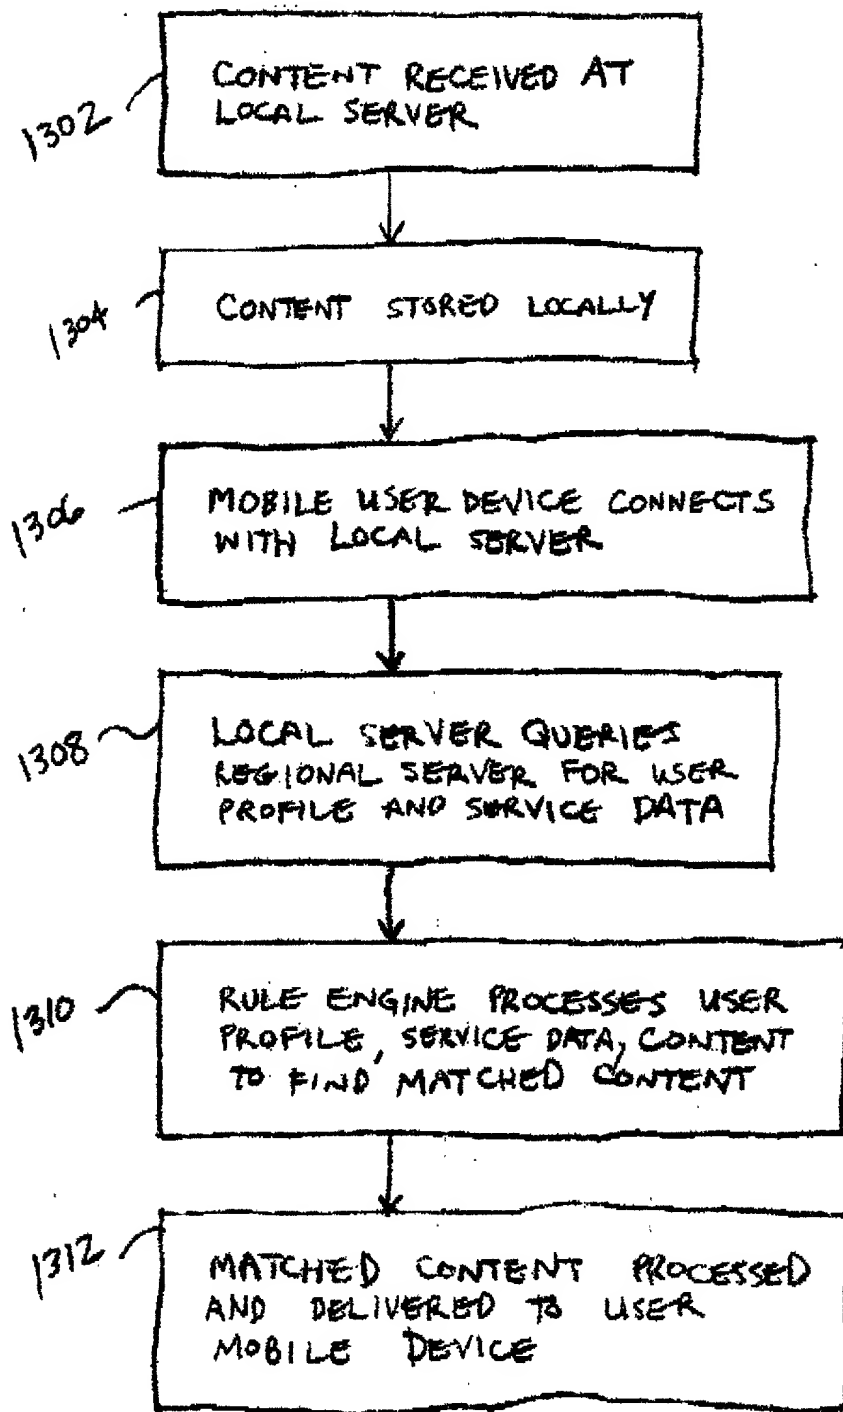 CONTENT RECEIVED AT
LOCAL SERVER
1302
CONTENT STORED LOCALLY
1304
MOBILE USER DEVICE CONNECTS
WITH LOCAL SERVER
1306
LOCAL SERVER QUERIES
REGIONAL SERVER FOR USER
PROFILE AND SERVICE DATA
1308
RULE ENGINE PROCESSES USER
PROFILE, SERVICE DATA, CONTENT
TO FIND MATCHED CONTENT
1310
MATCHED CONTENT PROCESSED
AND DELIVERED TO USER
MOBILE DEVICE
1312